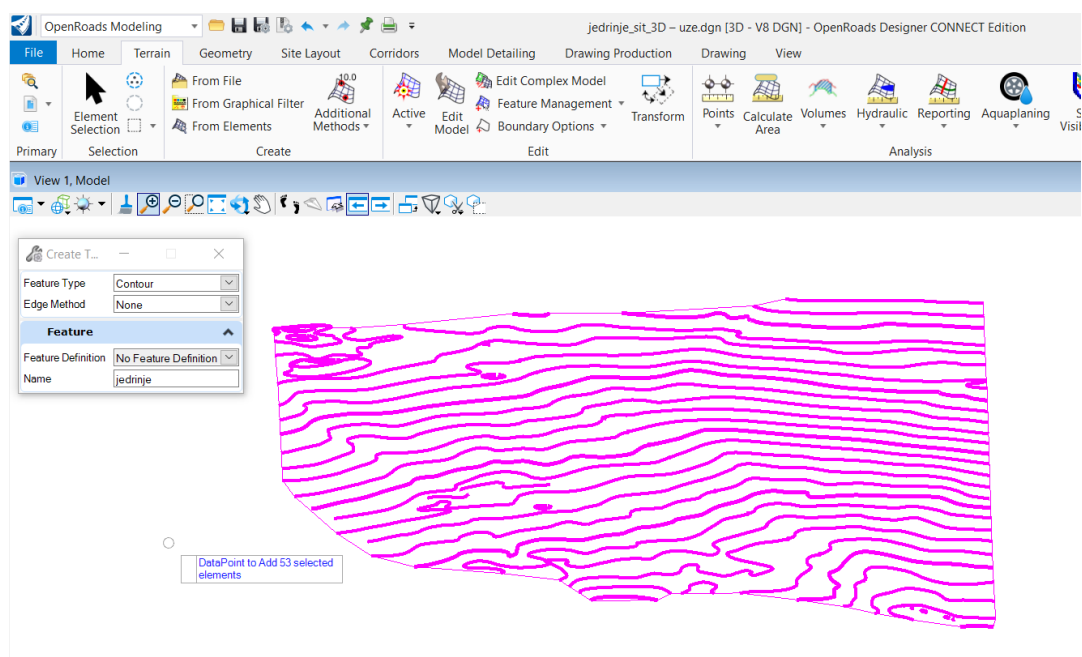 OpenRoads Modeling
jedrinje_sit_3D – uze.dgn [3D - V8 DGN] - OpenRoads Designer CONNECT Edition
File Home Terrain Geometry Site Layout Corridors Model Detailing Drawing Production Drawing View
Element
Selection
From File
From Graphical Filter
From Elements
10.0
Additional
Methods
Active
Edit
Model
Edit Complex Model
Feature Management
Boundary Options
Transform
Points
Calculate
Area
Volumes
Hydraulic
Reporting
Aquaplaning
Primary Selection Create Edit Analysis
View 1, Model
Create T...
Feature Type Contour
Edge Method None
Feature
Feature Definition No Feature Definition
Name jedrinje
DataPoint to Add 53 selected
elements